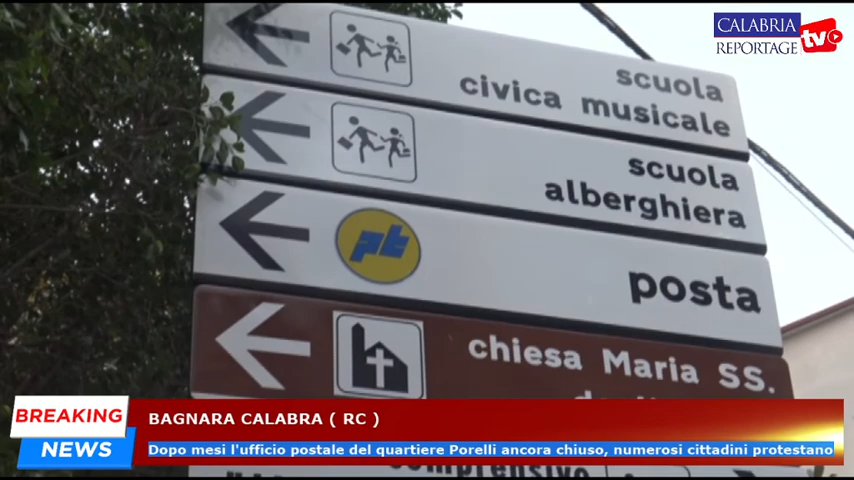 CALABRIA
REPORTAGE tv
scuola
civica musicale
scuola
alberghiera
pt
posta
chiesa Maria SS.
BREAKING
NEWS
BAGNARA CALABRA ( RC )
Dopo mesi l'ufficio postale del quartiere Porelli ancora chiuso, numerosi cittadini protestano
comprensivo